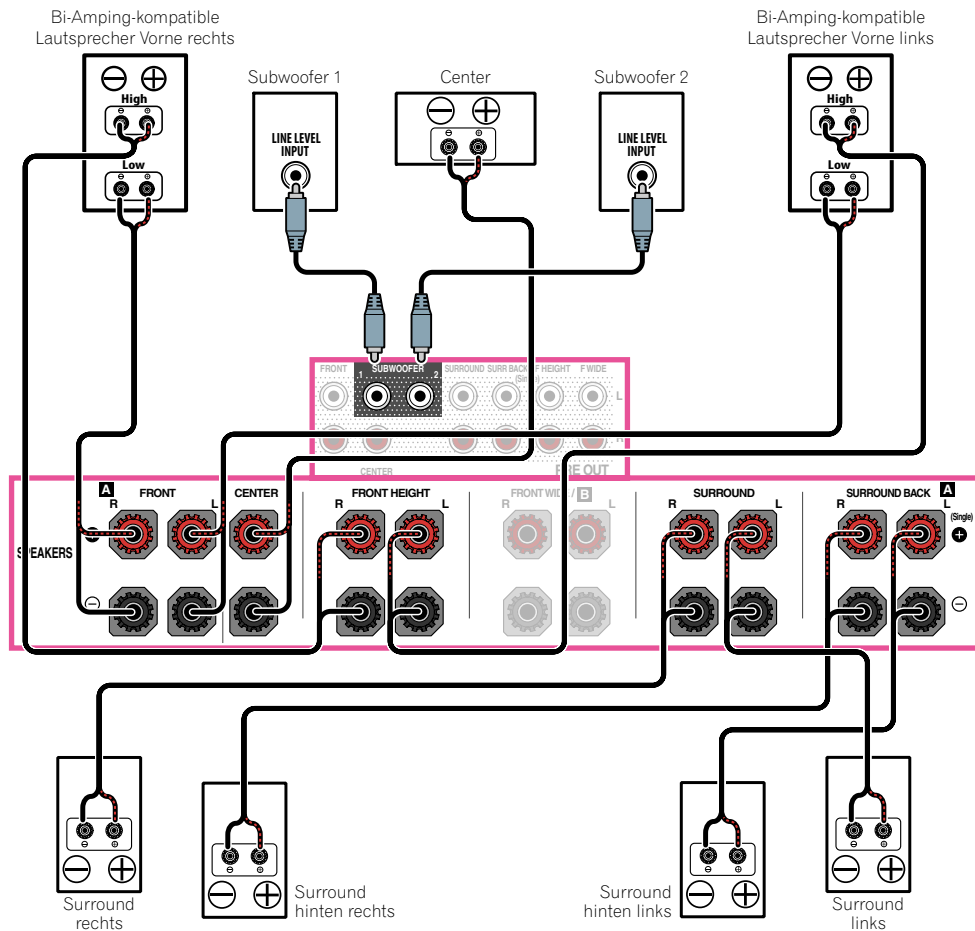 Bi-Amping-kompatible
Lautsprecher Vorne rechts
Bi-Amping-kompatible
Lautsprecher Vorne links
Subwoofer 1
Center
Subwoofer 2
High
Low
LINE LEVEL
INPUT
LINE LEVEL
INPUT
High
Low
FRONT
SUBWOOFER
1
2
SURROUND
SURR BACK
(Single)
F HEIGHT
F WIDE
L
R
CENTER
PRE OUT
SPEAKERS
A
FRONT
R
L
CENTER
FRONT HEIGHT
R
L
FRONT WIDE / B
R
L
SURROUND
R
L
SURROUND BACK
A
R
L
(Single)
Surround
rechts
Surround
hinten rechts
Surround
hinten links
Surround
links